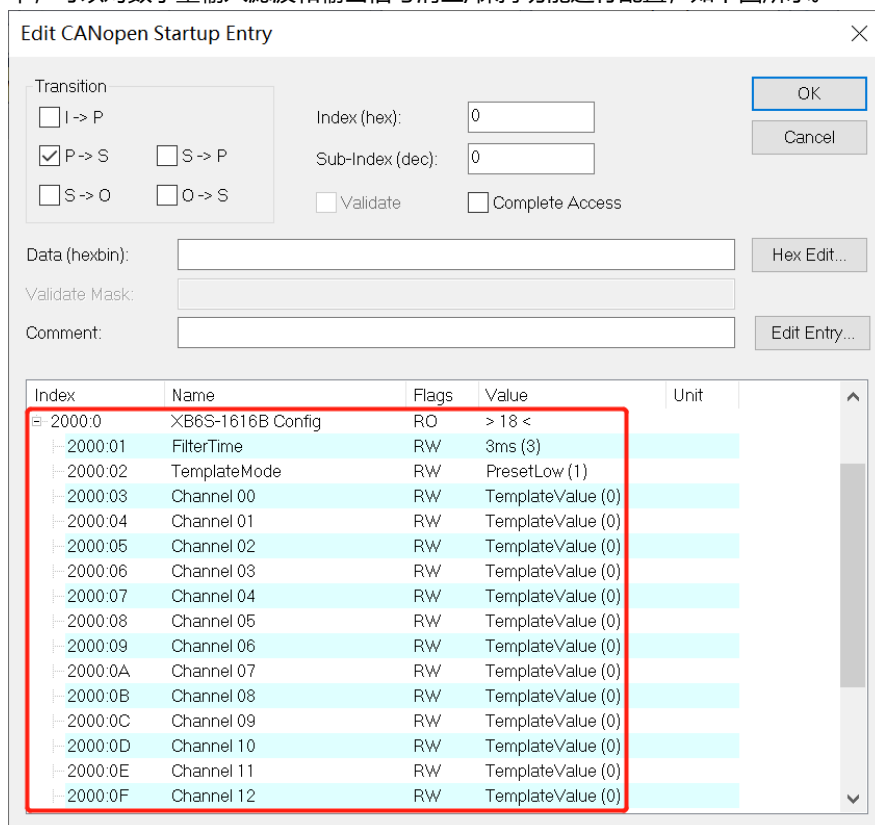 Edit CANopen Startup Entry
Transition
I -> P
P -> S
S -> P
S -> O
O -> S
Index (hex):
0
Sub-Index (dec):
0
Validate
Complete Access
OK
Cancel
Data (hexbin):
Hex Edit...
Validate Mask:
Comment:
Edit Entry...
Index Name Flags Value Unit
2000:0 XB6S-1616B Config RO > 18 <
2000:01 FilterTime RW 3ms (3)
2000:02 TemplateMode RW PresetLow (1)
2000:03 Channel 00 RW TemplateValue (0)
2000:04 Channel 01 RW TemplateValue (0)
2000:05 Channel 02 RW TemplateValue (0)
2000:06 Channel 03 RW TemplateValue (0)
2000:07 Channel 04 RW TemplateValue (0)
2000:08 Channel 05 RW TemplateValue (0)
2000:09 Channel 06 RW TemplateValue (0)
2000:0A Channel 07 RW TemplateValue (0)
2000:0B Channel 08 RW TemplateValue (0)
2000:0C Channel 09 RW TemplateValue (0)
2000:0D Channel 10 RW TemplateValue (0)
2000:0E Channel 11 RW TemplateValue (0)
2000:0F Channel 12 RW TemplateValue (0)